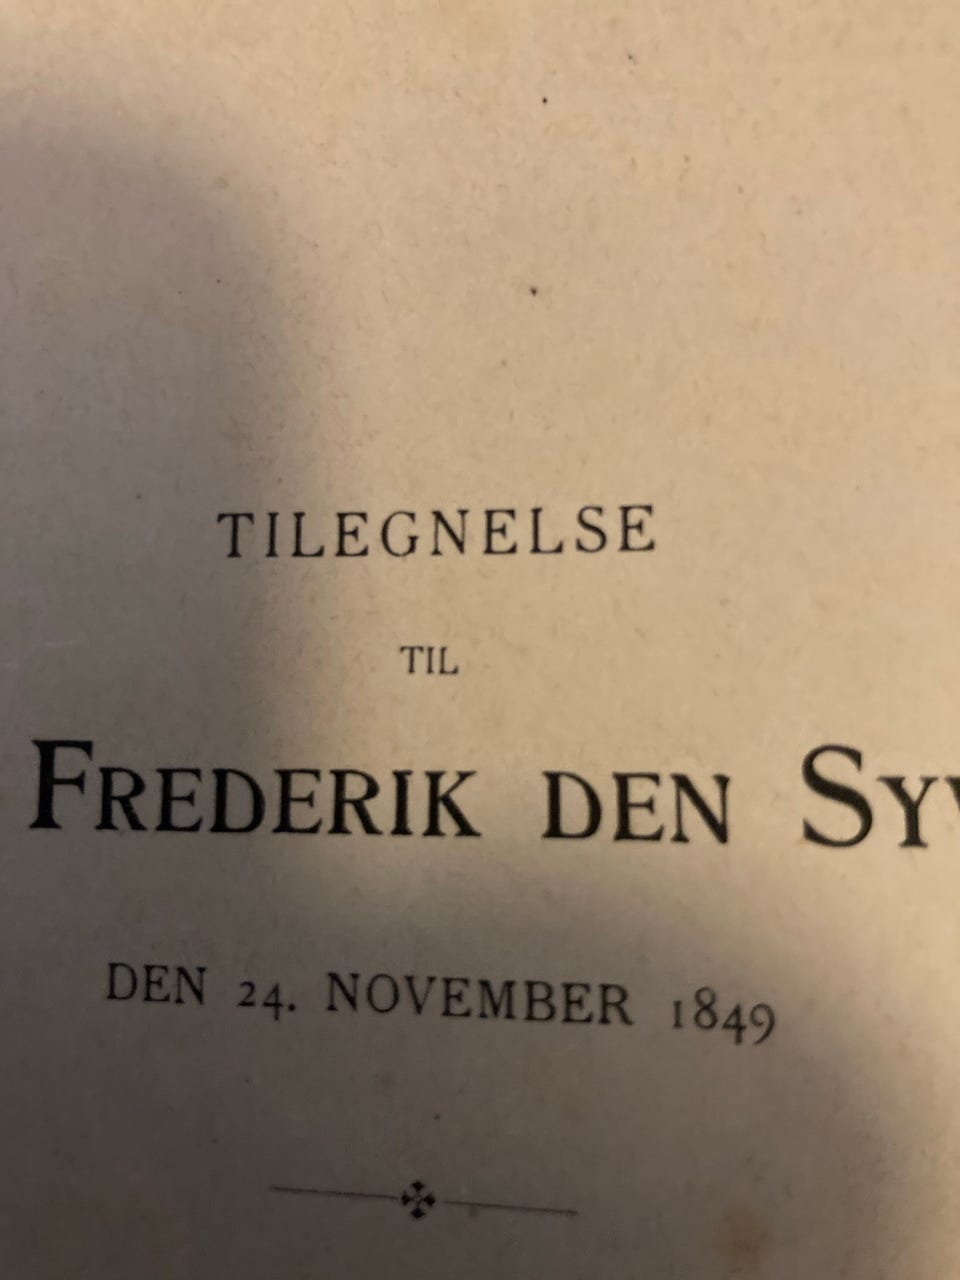 TILEGNELSE
TIL
FREDERIK DEN
DEN 24. NOVEMBER 1849